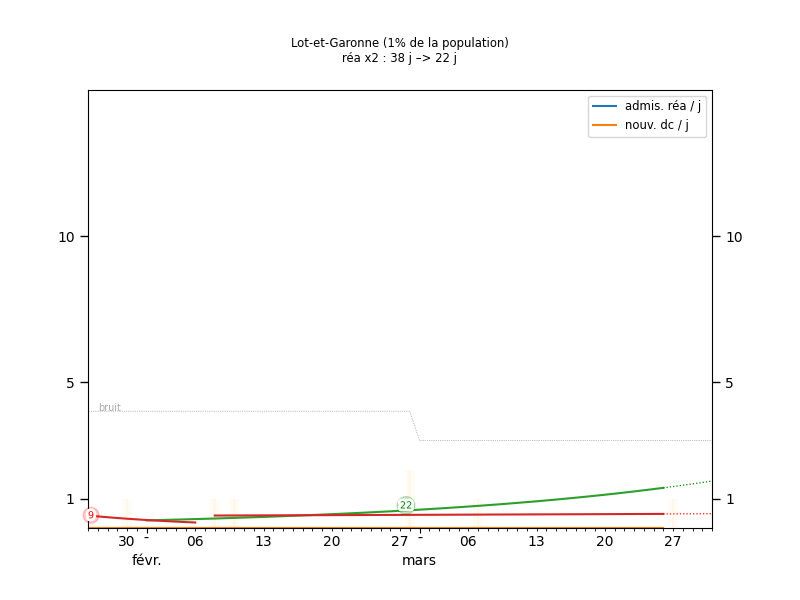 Lot-et-Garonne (1% de la population)
réa x2 : 38 j –> 22 j
admis. réa / j
nouv. dc / j
10 10
5 5
bruit
1 1
9
22
30 - 06 13 20 27 - 06 13 20 27
févr. mars